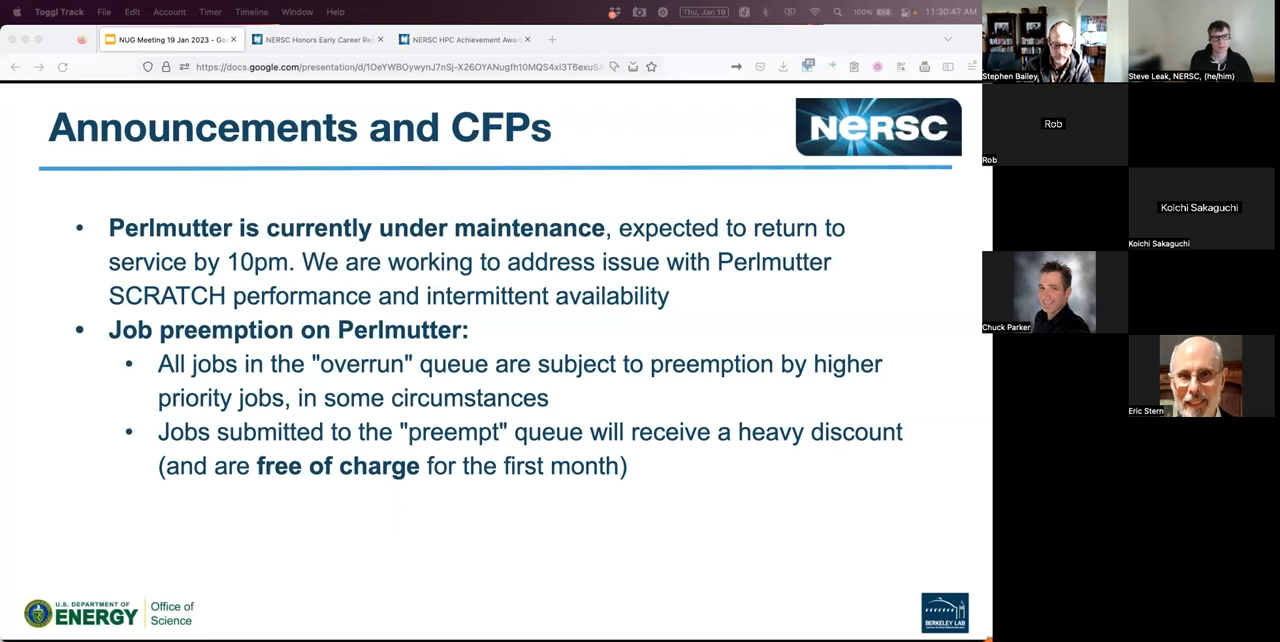 Toggl Track File Edit Account Timer Timeline Window Help 100% Thu, Jan 19 11:30:47 AM
NUG Meeting 19 Jan 2023 - Go
NERSC Honors Early Career Re
NERSC HPC Achievement Awar
https://docs.google.com/presentation/d/1OeYWBOywynJ7nSj-X26OYANugfh10MQS4xl3T6exuSA
Announcements and CFPs
NERSC
• Perlmutter is currently under maintenance, expected to return to
service by 10pm. We are working to address issue with Perlmutter
SCRATCH performance and intermittent availability
• Job preemption on Perlmutter:
• All jobs in the "overrun" queue are subject to preemption by higher
priority jobs, in some circumstances
• Jobs submitted to the "preempt" queue will receive a heavy discount
(and are free of charge for the first month)
U.S. DEPARTMENT OF
ENERGY
Office of
Science
BERKELEY LAB
Stephen Bailey
Steve Leak, NERSC, (he/him)
Rob
Rob
Koichi Sakaguchi
Koichi Sakaguchi
Chuck Parker
Eric Stern